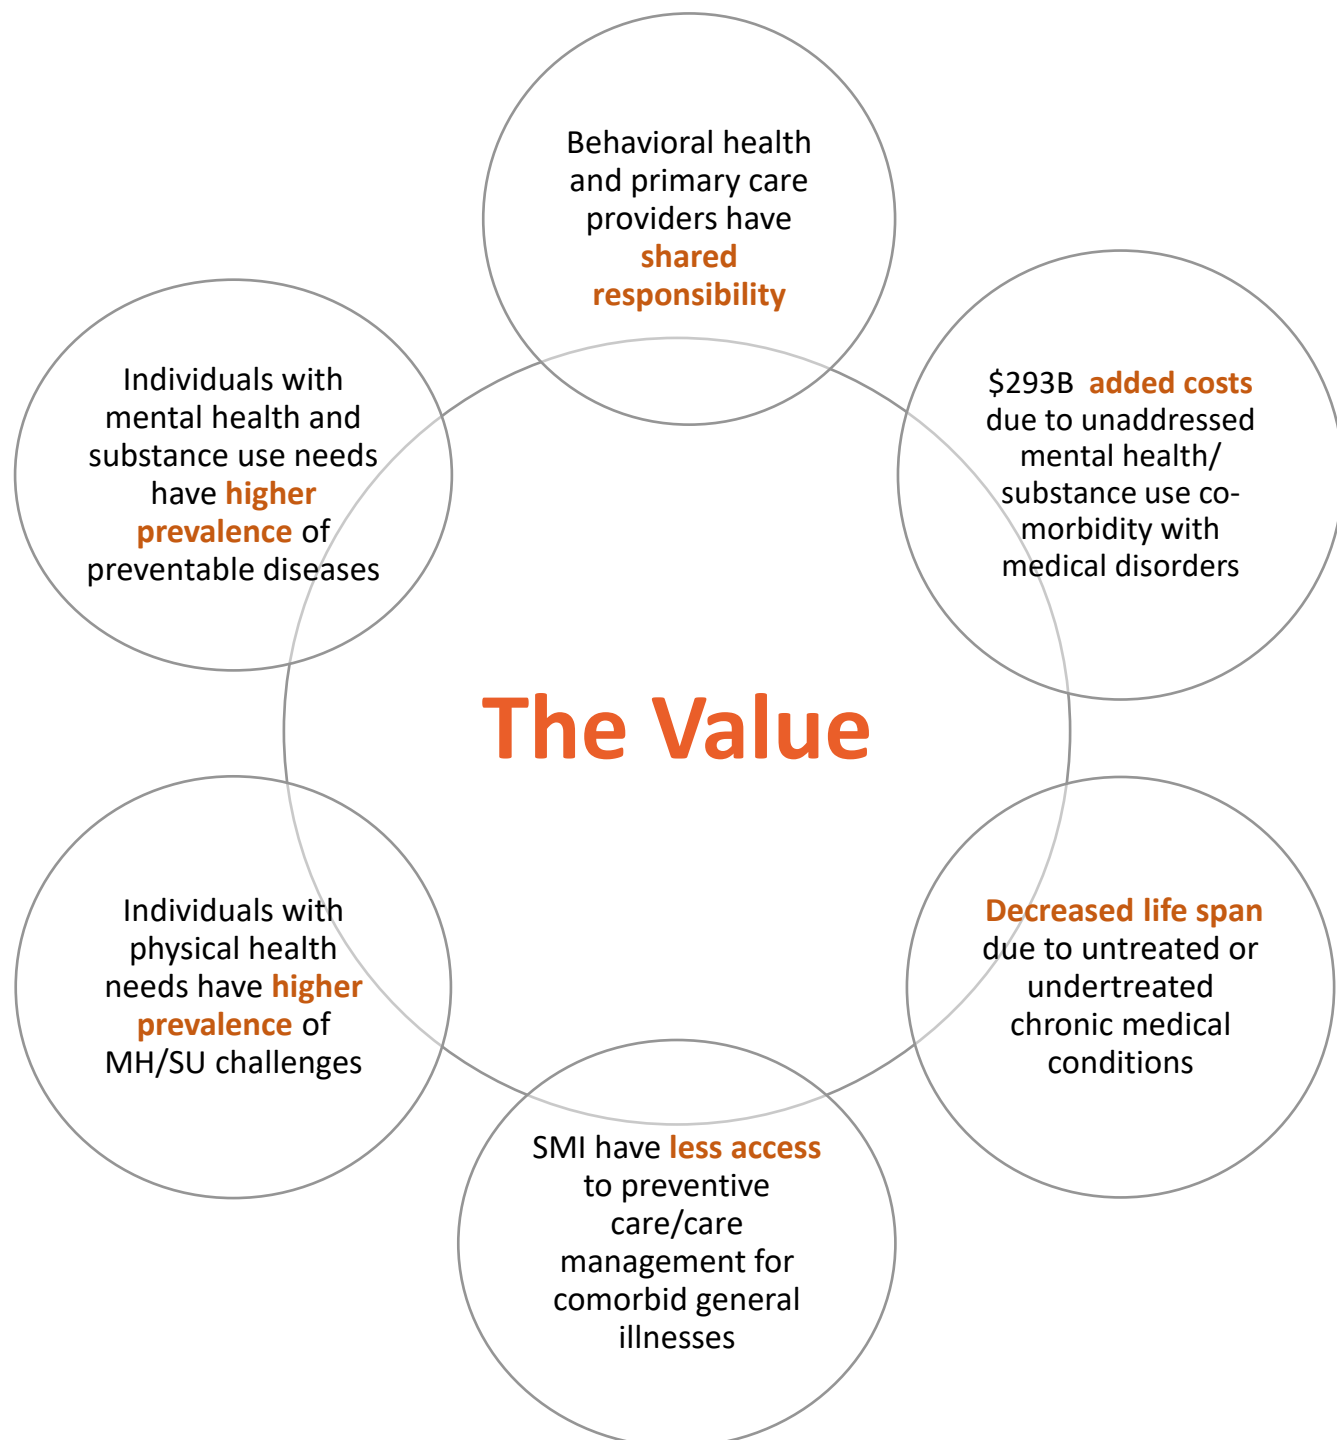 Behavioral health
and primary care
providers have
shared
responsibility
$293B added costs
due to unaddressed
mental health/
substance use co-
morbidity with
medical disorders
Decreased life span
due to untreated or
undertreated
chronic medical
conditions
SMI have less access
to preventive
care/care
management for
comorbid general
illnesses
Individuals with
physical health
needs have higher
prevalence of
MH/SU challenges
Individuals with
mental health and
substance use needs
have higher
prevalence of
preventable diseases
The Value